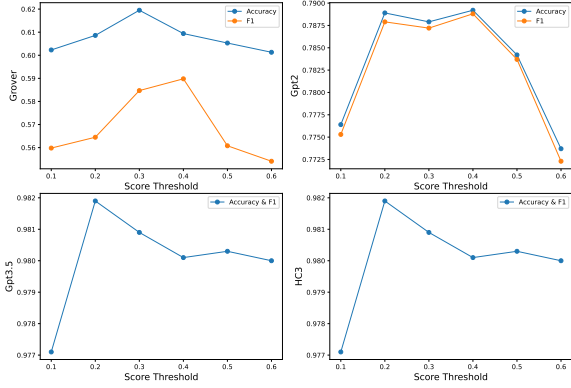 Grover
0.62
0.61
0.60
0.59
0.58
0.57
0.56
Accuracy
F1
0.1 0.2 0.3 0.4 0.5 0.6
Score Threshold
Gpt2
0.7900
0.7875
0.7850
0.7825
0.7800
0.7775
0.7750
0.7725
Accuracy
F1
0.1 0.2 0.3 0.4 0.5 0.6
Score Threshold
Gpt3.5
0.982
0.981
0.980
0.979
0.978
0.977
Accuracy & F1
0.1 0.2 0.3 0.4 0.5 0.6
Score Threshold
HC3
0.982
0.981
0.980
0.979
0.978
0.977
Accuracy & F1
0.1 0.2 0.3 0.4 0.5 0.6
Score Threshold